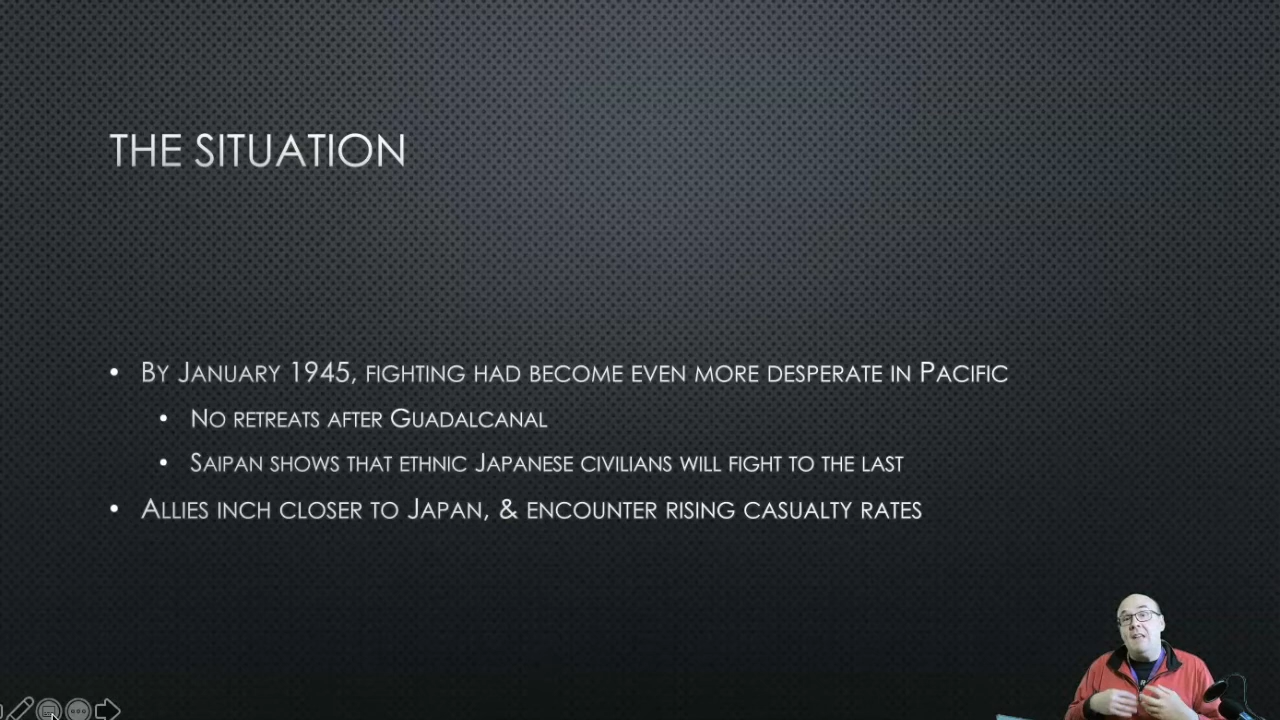 THE SITUATION
• BY JANUARY 1945, FIGHTING HAD BECOME EVEN MORE DESPERATE IN PACIFIC
• NO RETREATS AFTER GUADALCANAL
• SAIPAN SHOWS THAT ETHNIC JAPANESE CIVILIANS WILL FIGHT TO THE LAST
• ALLIES INCH CLOSER TO JAPAN, & ENCOUNTER RISING CASUALTY RATES